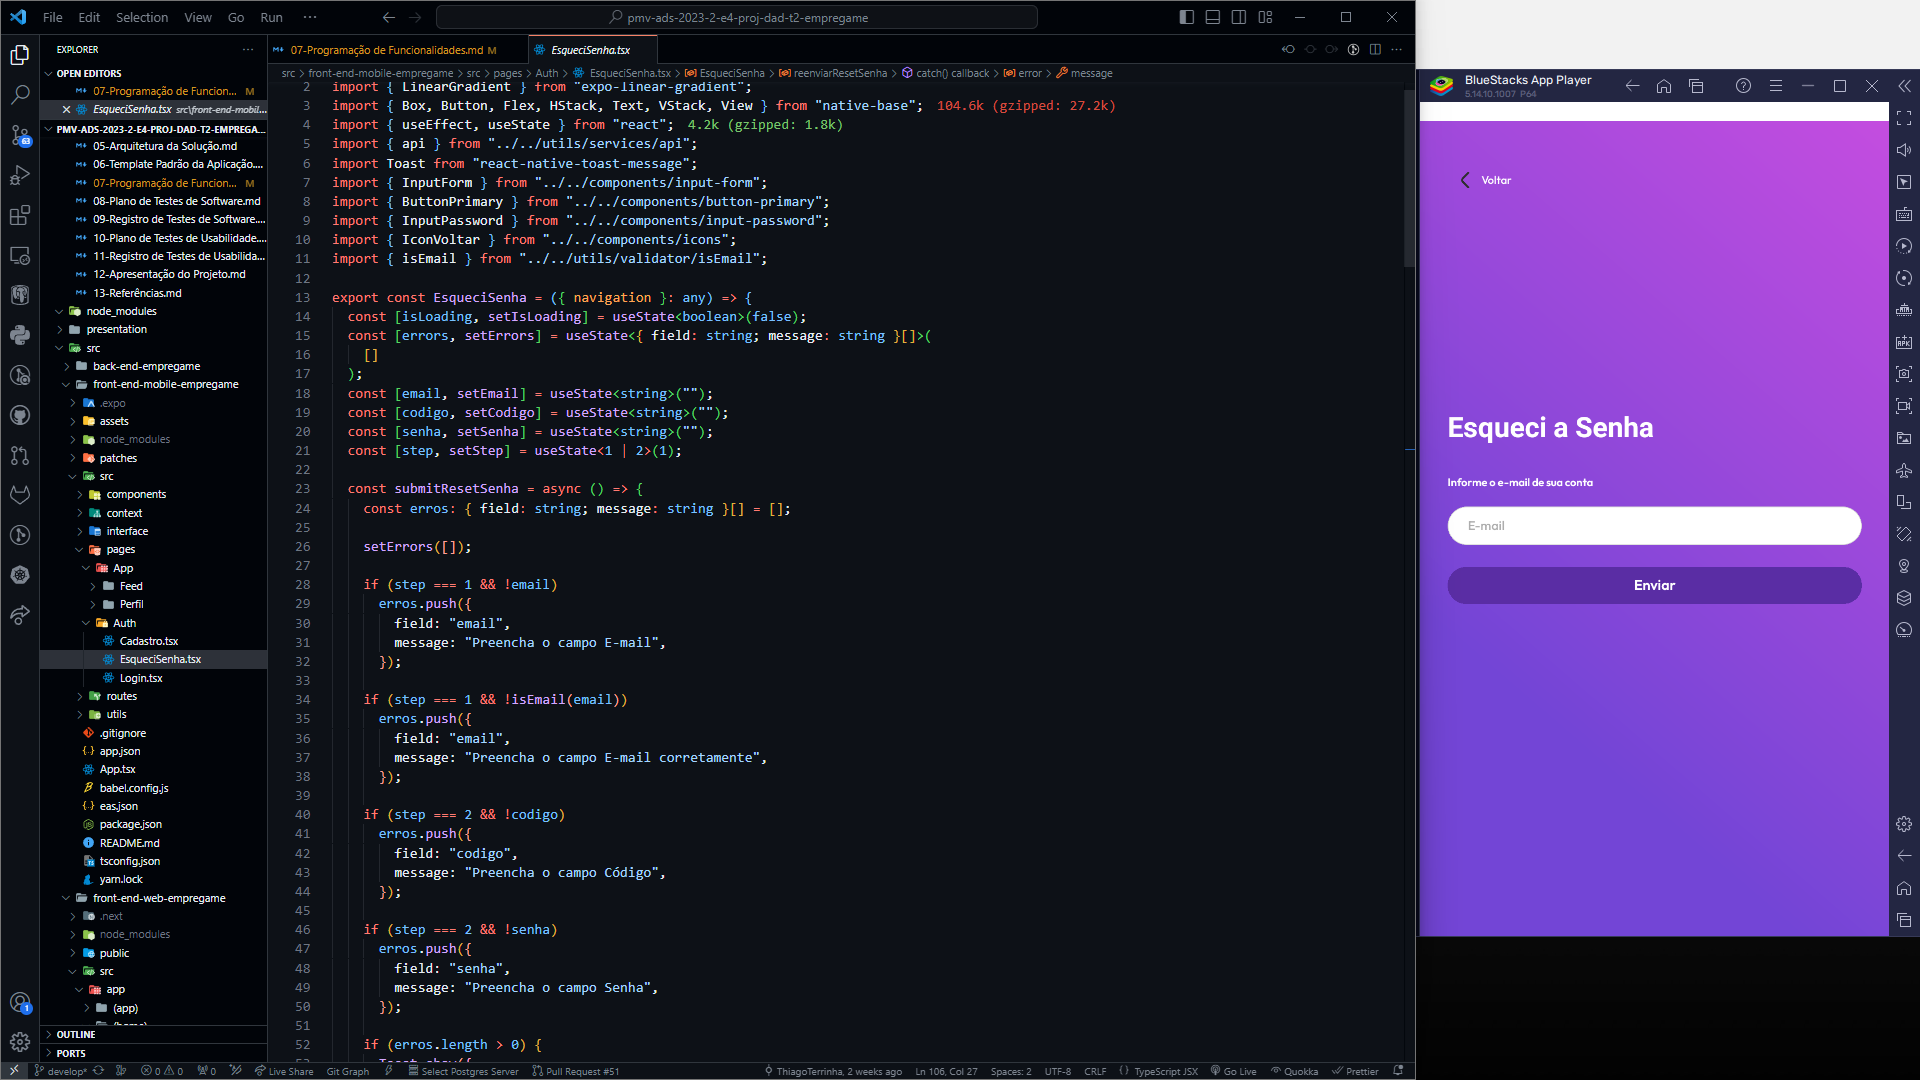 File Edit Selection View Go Run ···
pmv-ads-2023-2-e4-proj-dad-t2-empregame
EXPLORER
OPEN EDITORS
07-Programação de Funcion... M
EsqueciSenha.tsx src\front-end-mobil...
PMV-ADS-2023-2-E4-PROJ-DAD-T2-EMPREGA...
05-Arquitetura da Solução.md
06-Template Padrão da Aplicação....
07-Programação de Funcion... M
08-Plano de Testes de Software.md
09-Registro de Testes de Software....
10-Plano de Testes de Usabilidade....
11-Registro de Testes de Usabilida...
12-Apresentação do Projeto.md
13-Referências.md
node_modules
presentation
src
back-end-empregame
front-end-mobile-empregame
.expo
assets
node_modules
patches
src
components
context
interface
pages
App
Feed
Perfil
Auth
Cadastro.tsx
EsqueciSenha.tsx
Login.tsx
routes
utils
.gitignore
app.json
App.tsx
babel.config.js
eas.json
package.json
README.md
tsconfig.json
yarn.lock
front-end-web-empregame
.next
node_modules
public
src
app
(app)
OUTLINE
PORTS
63
1
07-Programação de Funcionalidades.md M
EsqueciSenha.tsx
src > front-end-mobile-empregame > src > pages > Auth > EsqueciSenha.tsx > EsqueciSenha > reenviarResetSenha > catch() callback > error > message
2 import { LinearGradient } from "expo-linear-gradient";
3 import { Box, Button, Flex, HStack, Text, VStack, View } from "native-base"; 104.6k (gzipped: 27.2k)
4 import { useEffect, useState } from "react"; 4.2k (gzipped: 1.8k)
5 import { api } from "../../utils/services/api";
6 import Toast from "react-native-toast-message";
7 import { InputForm } from "../../components/input-form";
8 import { ButtonPrimary } from "../../components/button-primary";
9 import { InputPassword } from "../../components/input-password";
10 import { IconVoltar } from "../../components/icons";
11 import { isEmail } from "../../utils/validator/isEmail";
12
13 export const EsqueciSenha = ({ navigation }: any) => {
14 const [isLoading, setIsLoading] = useState<boolean>(false);
15 const [errors, setErrors] = useState<{ field: string; message: string }[]>(
16 []
17 );
18 const [email, setEmail] = useState<string>("");
19 const [codigo, setCodigo] = useState<string>("");
20 const [senha, setSenha] = useState<string>("");
21 const [step, setStep] = useState<1 | 2>(1);
22
23 const submitResetSenha = async () => {
24 const erros: { field: string; message: string }[] = [];
25
26 setErrors([]);
27
28 if (step === 1 && !email)
29 erros.push({
30 field: "email",
31 message: "Preencha o campo E-mail",
32 });
33
34 if (step === 1 && !isEmail(email))
35 erros.push({
36 field: "email",
37 message: "Preencha o campo E-mail corretamente",
38 });
39
40 if (step === 2 && !codigo)
41 erros.push({
42 field: "codigo",
43 message: "Preencha o campo Código",
44 });
45
46 if (step === 2 && !senha)
47 erros.push({
48 field: "senha",
49 message: "Preencha o campo Senha",
50 });
51
52 if (erros.length > 0) {
develop* 0 0 0 Live Share Git Graph Select Postgres Server Pull Request #51 ThiagoTerrinha, 2 weeks ago Ln 106, Col 27 Spaces: 2 UTF-8 CRLF {} TypeScript JSX Go Live Quokka Prettier
BlueStacks App Player
5.14.10.1007 P64
Voltar
Esqueci a Senha
Informe o e-mail de sua conta
E-mail
Enviar